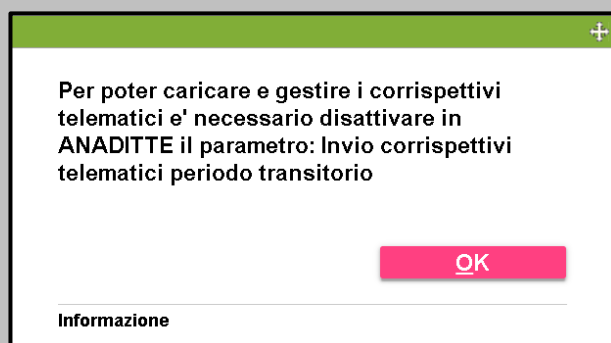 Per poter caricare e gestire i corrispettivi
telematici e' necessario disattivare in
ANADITTE il parametro: Invio corrispettivi
telematici periodo transitorio
OK
Informazione